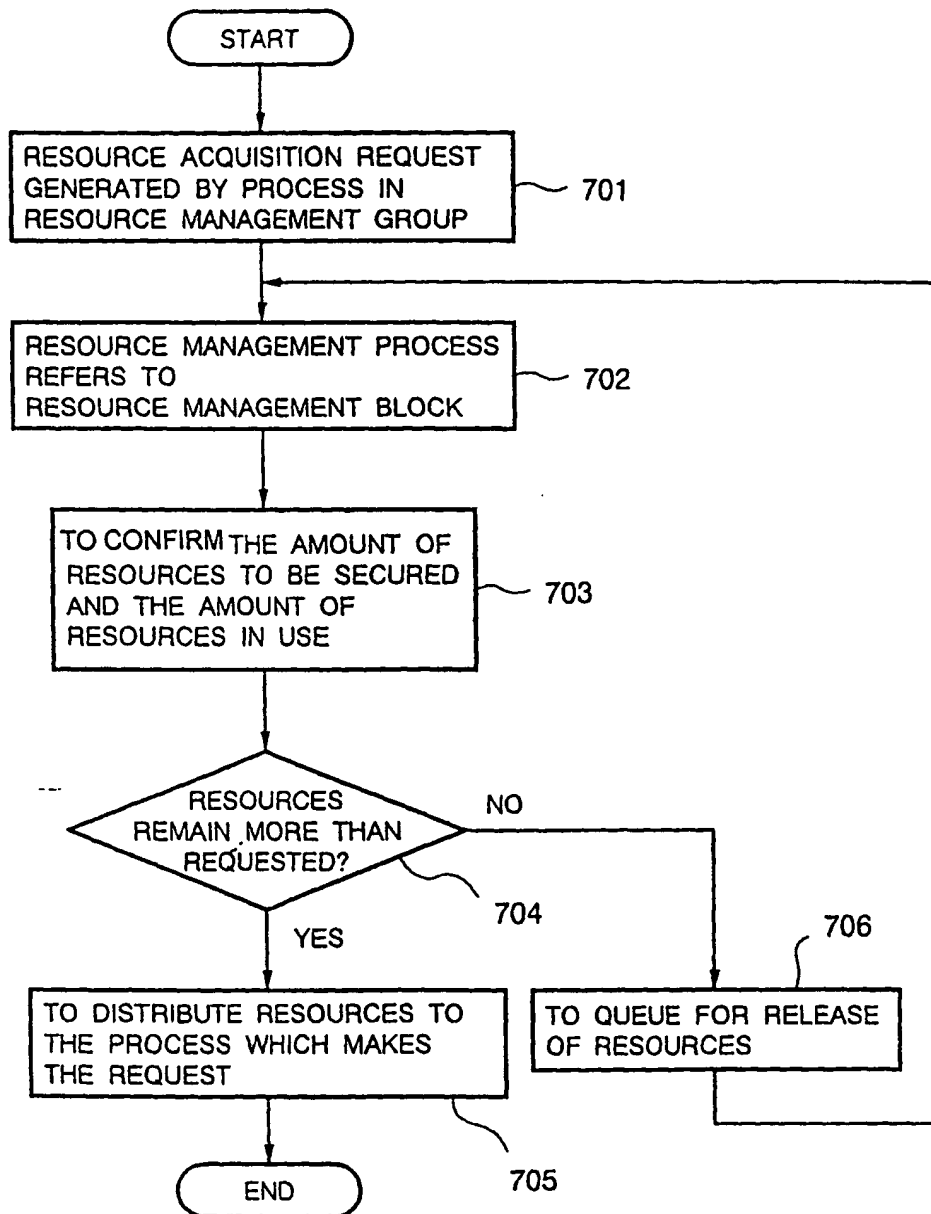 START
RESOURCE ACQUISITION REQUEST
GENERATED BY PROCESS IN
RESOURCE MANAGEMENT GROUP
701
RESOURCE MANAGEMENT PROCESS
REFERS TO
RESOURCE MANAGEMENT BLOCK
702
TO CONFIRM THE AMOUNT OF
RESOURCES TO BE SECURED
AND THE AMOUNT OF
RESOURCES IN USE
703
RESOURCES
REMAIN MORE THAN
REQUESTED?
NO
704
YES
706
TO DISTRIBUTE RESOURCES TO
THE PROCESS WHICH MAKES
THE REQUEST
TO QUEUE FOR RELEASE
OF RESOURCES
705
END